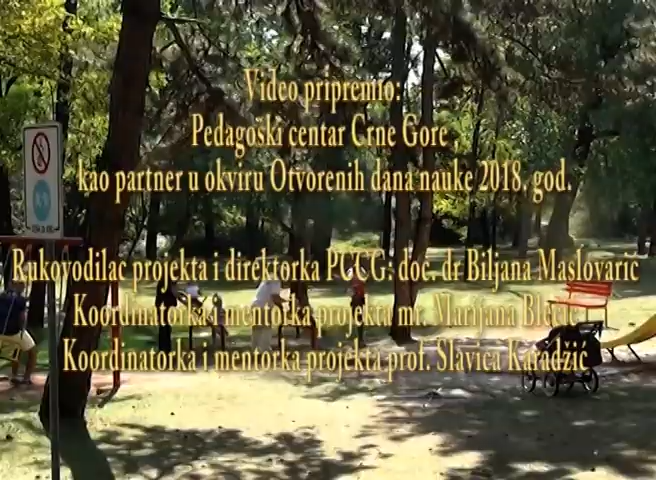 Video pripremio:
Pedagoški centar Crne Gore ,
kao partner u okviru Otvorenih dana nauke 2018. god.
Rukovodilac projekta i direktorka PCCG: doc. dr Biljana Maslovarić
Koordinatorka i mentorka projekta mr. Marijana Blečić
Koordinatorka i mentorka projekta prof. Slavica Karadžić